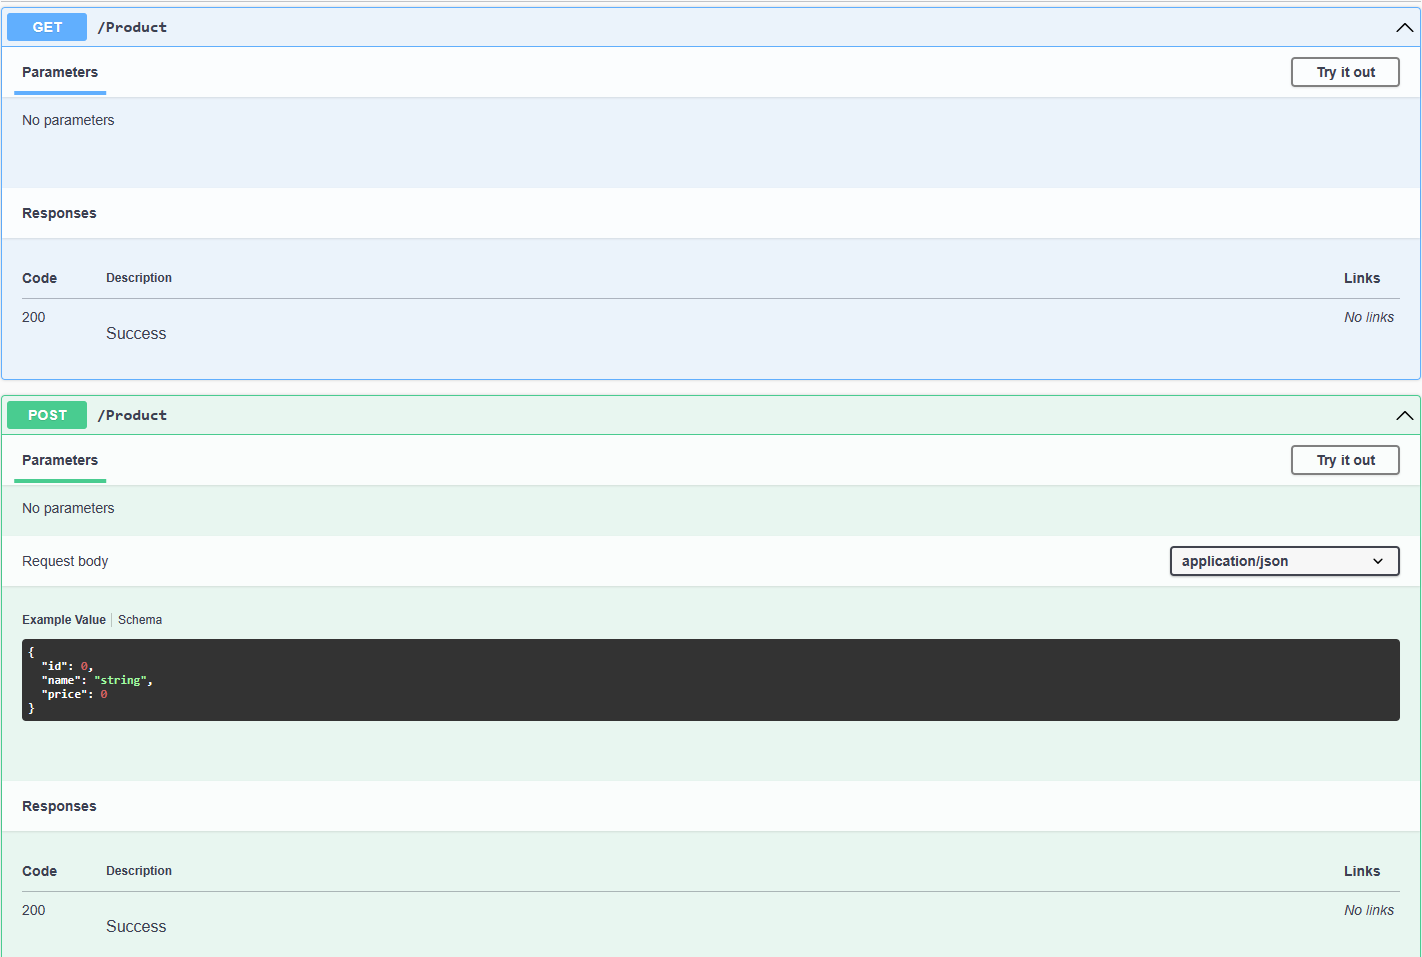 GET /Product
Parameters Try it out
No parameters
Responses
Code Description Links
200 No links
Success
POST /Product
Parameters Try it out
No parameters
Request body application/json
Example Value Schema
{
"id": 0,
"name": "string",
"price": 0
}
Responses
Code Description Links
200 No links
Success